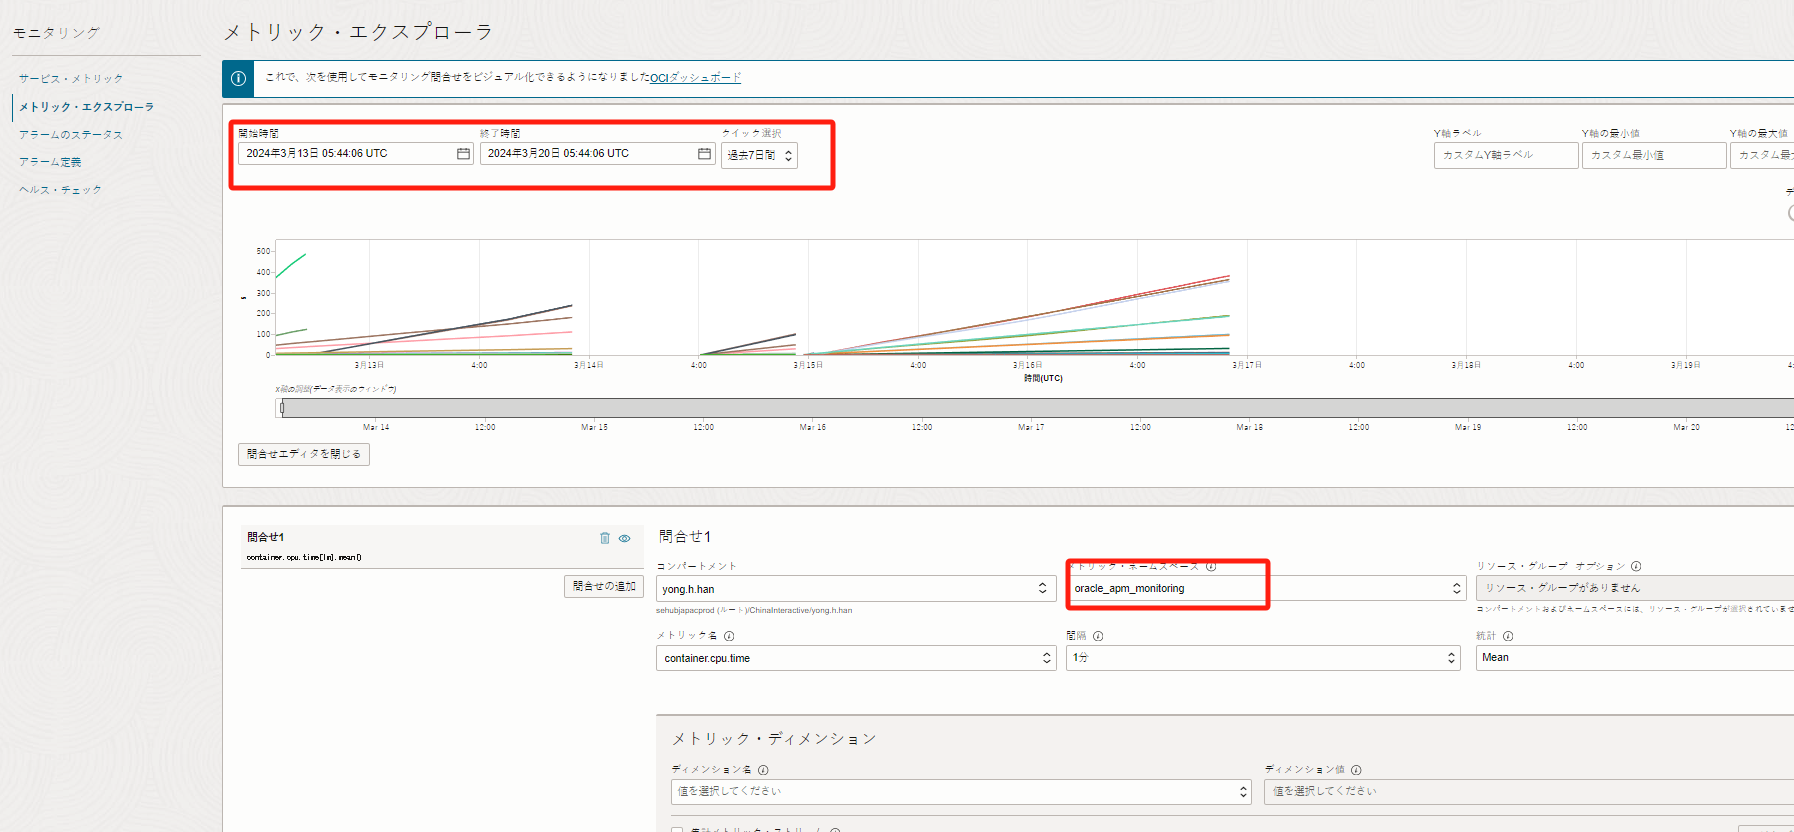 モニタリング
サービス・メトリック
メトリック・エクスプローラ
アラームのステータス
アラーム定義
ヘルス・チェック
メトリック・エクスプローラ
これで、次を使用してモニタリング問合せをビジュアル化できるようになりましたOCIダッシュボード
開始時間 終了時間 クイック選択 Y軸ラベル Y軸の最小値 Y軸の最大値
2024年3月13日 05:44:06 UTC 2024年3月20日 05:44:06 UTC 過去7日間 カスタムY軸ラベル カスタム最小値 カスタム最
デ
500
400
300
s
200
100
0
3月13日 4:00 3月14日 4:00 3月15日 4:00 3月16日 4:00 3月17日 4:00 3月18日 4:00 3月19日 4:
時間(UTC)
X軸の調整(データ表示のウィンドウ)
Mar 14 12:00 Mar 15 12:00 Mar 16 12:00 Mar 17 12:00 Mar 18 12:00 Mar 19 12:00 Mar 20 12
問合せエディタを閉じる
問合せ1
container.cpu.time[1m].mean()
問合せの追加
問合せ1
コンパートメント メトリック・ネームスペース リソース・グループ オプション
yong.h.han oracle_apm_monitoring リソース・グループがありません
sehubjapacprod (ルート)/ChinaInteractive/yong.h.han コンパートメントおよびネームスペースには、リソース・グループが選択されていませ
メトリック名 間隔 統計
container.cpu.time 1分 Mean
メトリック・ディメンション
ディメンション名 ディメンション値
値を選択してください 値を選択してください
集計メトリック・ストリーム